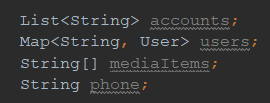 List<String> accounts;
Map<String, User> users;
String[] mediaItems;
String phone;